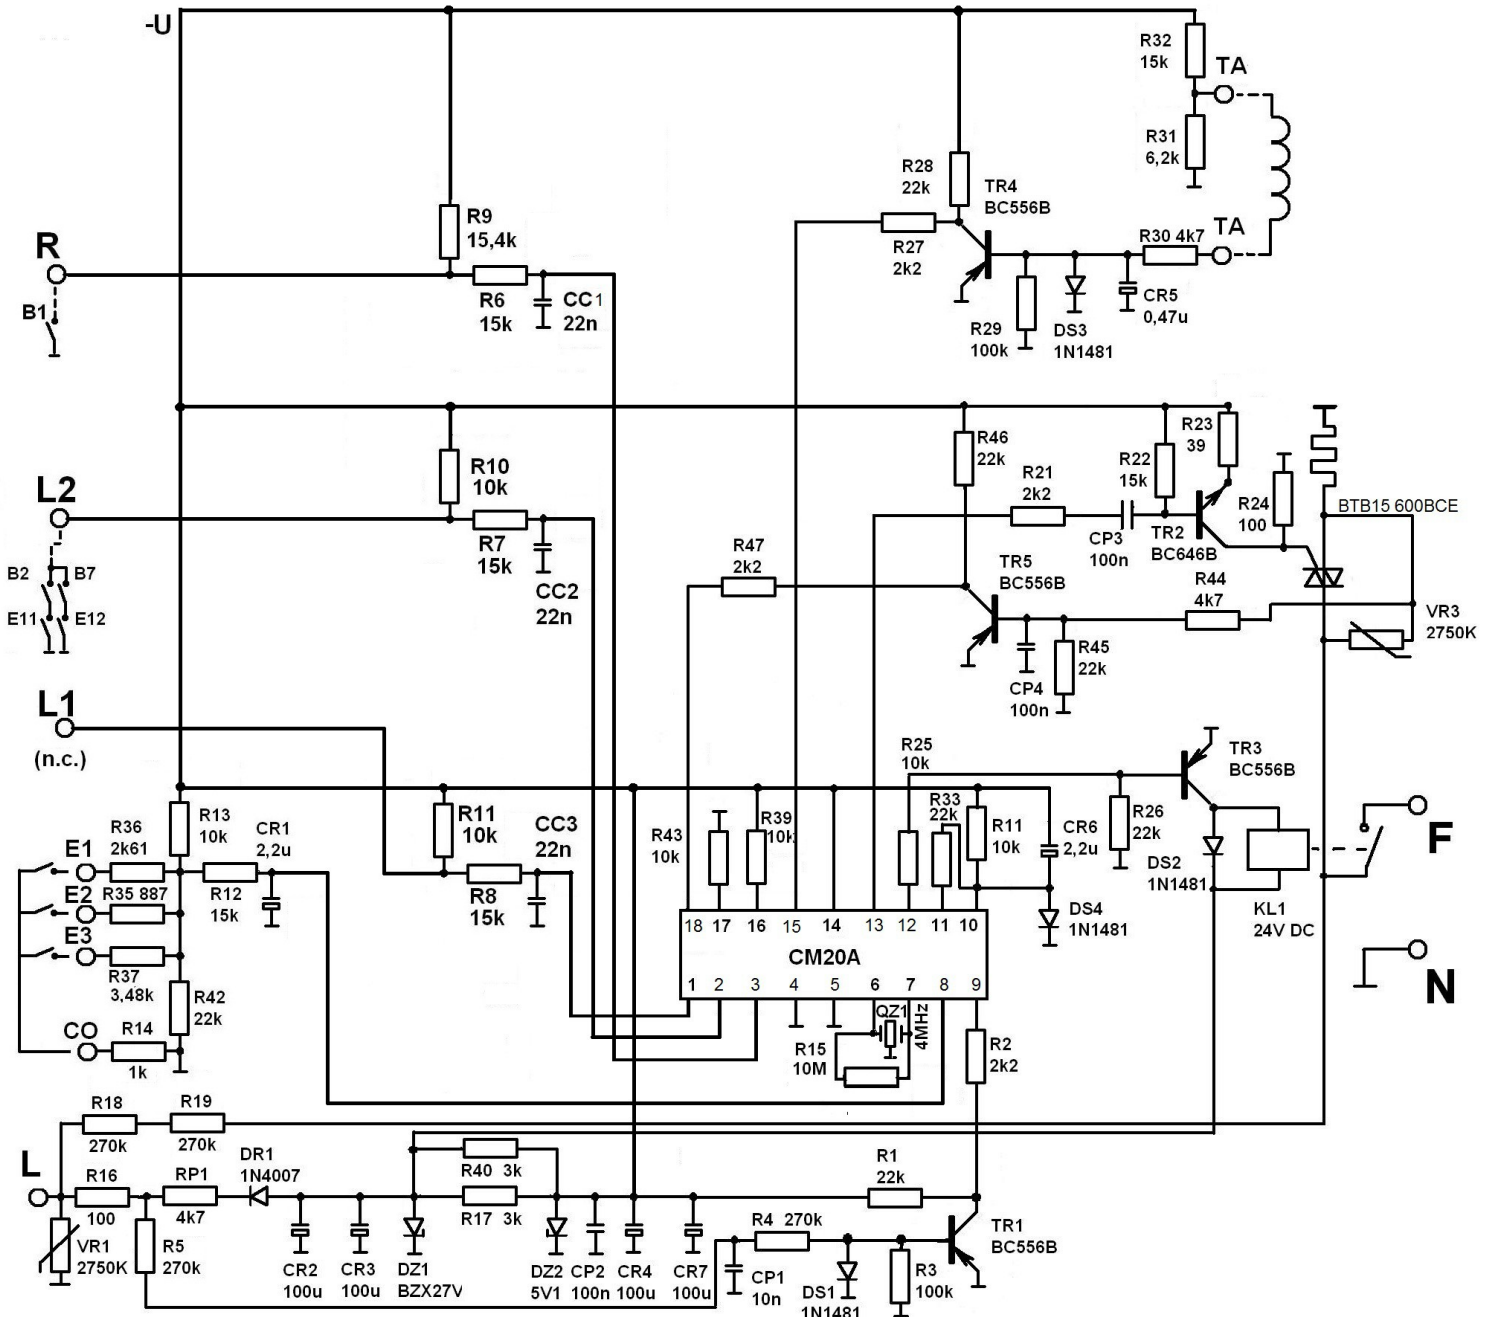 -U
R32
15k
TA
R31
6,2k
R28
22k
TR4
BC556B
R9
15,4k
R
R27
2k2
R30 4k7
TA
B1
R6
15k
CC1
22n
R29
100k
DS3
1N1481
CR5
0,47u
R10
10k
R46
22k
R21
2k2
R22
15k
R23
39
L2
R7
15k
CC2
22n
CP3
100n
TR2
BC646B
R24
100
BTB15 600BCE
B2
B7
E11
E12
R47
2k2
TR5
BC556B
R44
4k7
VR3
2750K
CP4
100n
R45
22k
L1
(n.c.)
R25
10k
TR3
BC556B
R13
10k
R11
10k
CC3
22n
R43
10k
R39
10k
R33
22k
R11
10k
CR6
2,2u
R26
22k
DS2
1N1481
F
R36
2k61
CR1
2,2u
E1
E2
R35 887
R12
15k
E3
R37
3,48k
R8
15k
DS4
1N1481
KL1
24V DC
18 17 16 15 14 13 12 11 10
CM20A
1 2 3 4 5 6 7 8 9
N
R42
22k
CO
R14
1k
QZ1
4MHz
R15
10M
R2
2k2
R18
270k
R19
270k
L
R16
100
RP1
4k7
DR1
1N4007
R40 3k
R17 3k
R1
22k
VR1
2750K
R5
270k
CR2
100u
CR3
100u
DZ1
BZX27V
DZ2
5V1
CP2
100n
CR4
100u
CR7
100u
R4 270k
CP1
10n
DS1
1N1481
R3
100k
TR1
BC556B